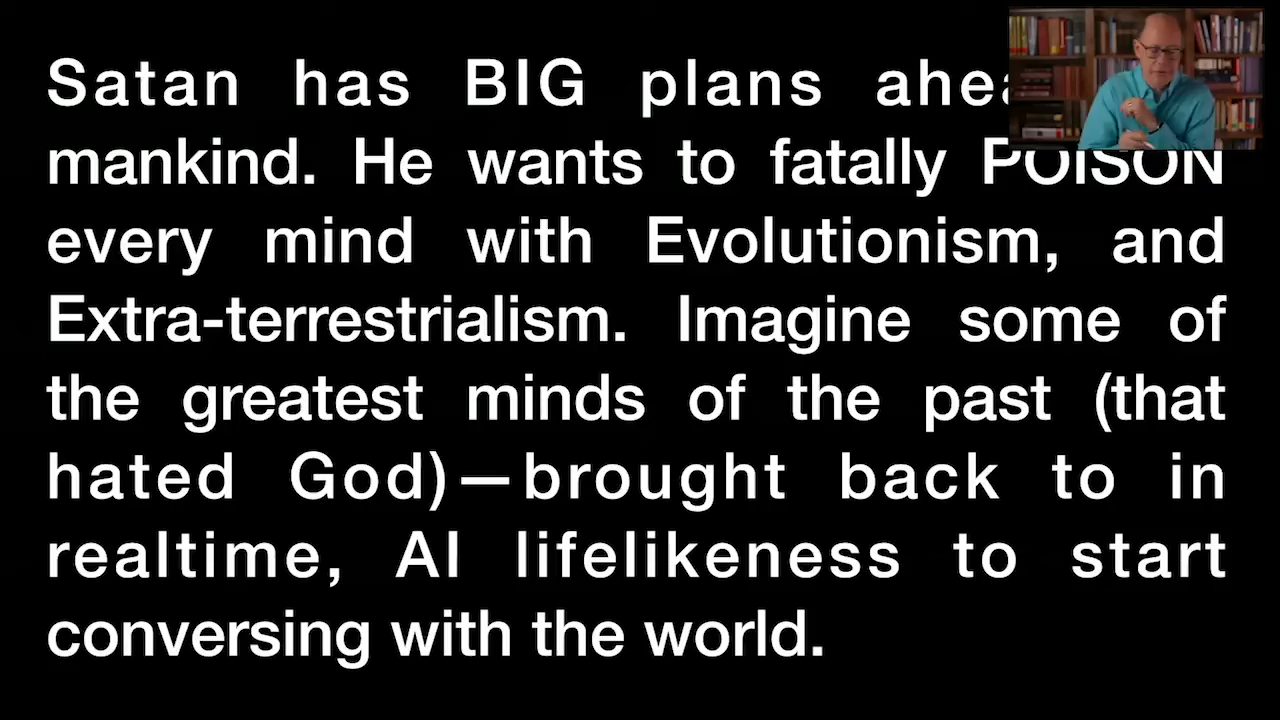 Satan has BIG plans
mankind. He wants to fatally POISON
every mind with Evolutionism, and
Extra-terrestrialism. Imagine some of
the greatest minds of the past (that
hated God)—brought back to in
realtime, AI lifelikeness to start
conversing with the world.